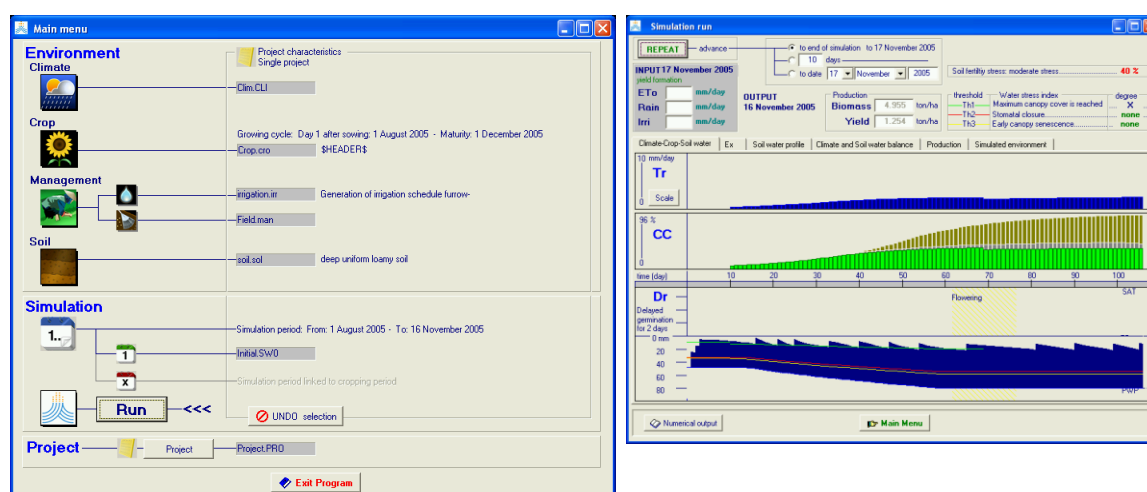 Main menu
Environment
Climate
Project characteristics
Single project
Clim.CLI
Crop
Growing cycle: Day 1 after sowing: 1 August 2005 - Maturity: 1 December 2005
Crop.cro $HEADER$
Management
irrigation.irr Generation of irrigation schedule furrow-
Field.man
Soil
soil.sol deep uniform loamy soil
Simulation
1..
Simulation period: From: 1 August 2005 - To: 16 November 2005
1
Initial.SW0
x
Simulation period linked to cropping period
Run <<<
UNDO selection
Project Project Project.PRO
Exit Program
Simulation run
REPEAT advance
to end of simulation to 17 November 2005
10 days
to date 17 November 2005
INPUT 17 November 2005
yield formation
ETo mm/day
Rain mm/day
Irri mm/day
OUTPUT
16 November 2005
Production
Biomass 4.955 ton/ha
Yield 1.254 ton/ha
Soil fertiltiy stress: moderate stress 40 %
threshold Water stress index degree
Th1 Maximum canopy cover is reached X
Th2 Stomatal closure none
Th3 Early canopy senescence none
Climate-Crop-Soil water Ex Soil water profile Climate and Soil water balance Production Simulated environment
10 mm/day
Tr
0 Scale
96 %
CC
0
time (day) 10 20 30 40 50 60 70 80 90 100
Dr Flowering SAT
Delayed
germination
for 2 days
0 mm
20
40
60
80 PWP
Numerical output Main Menu